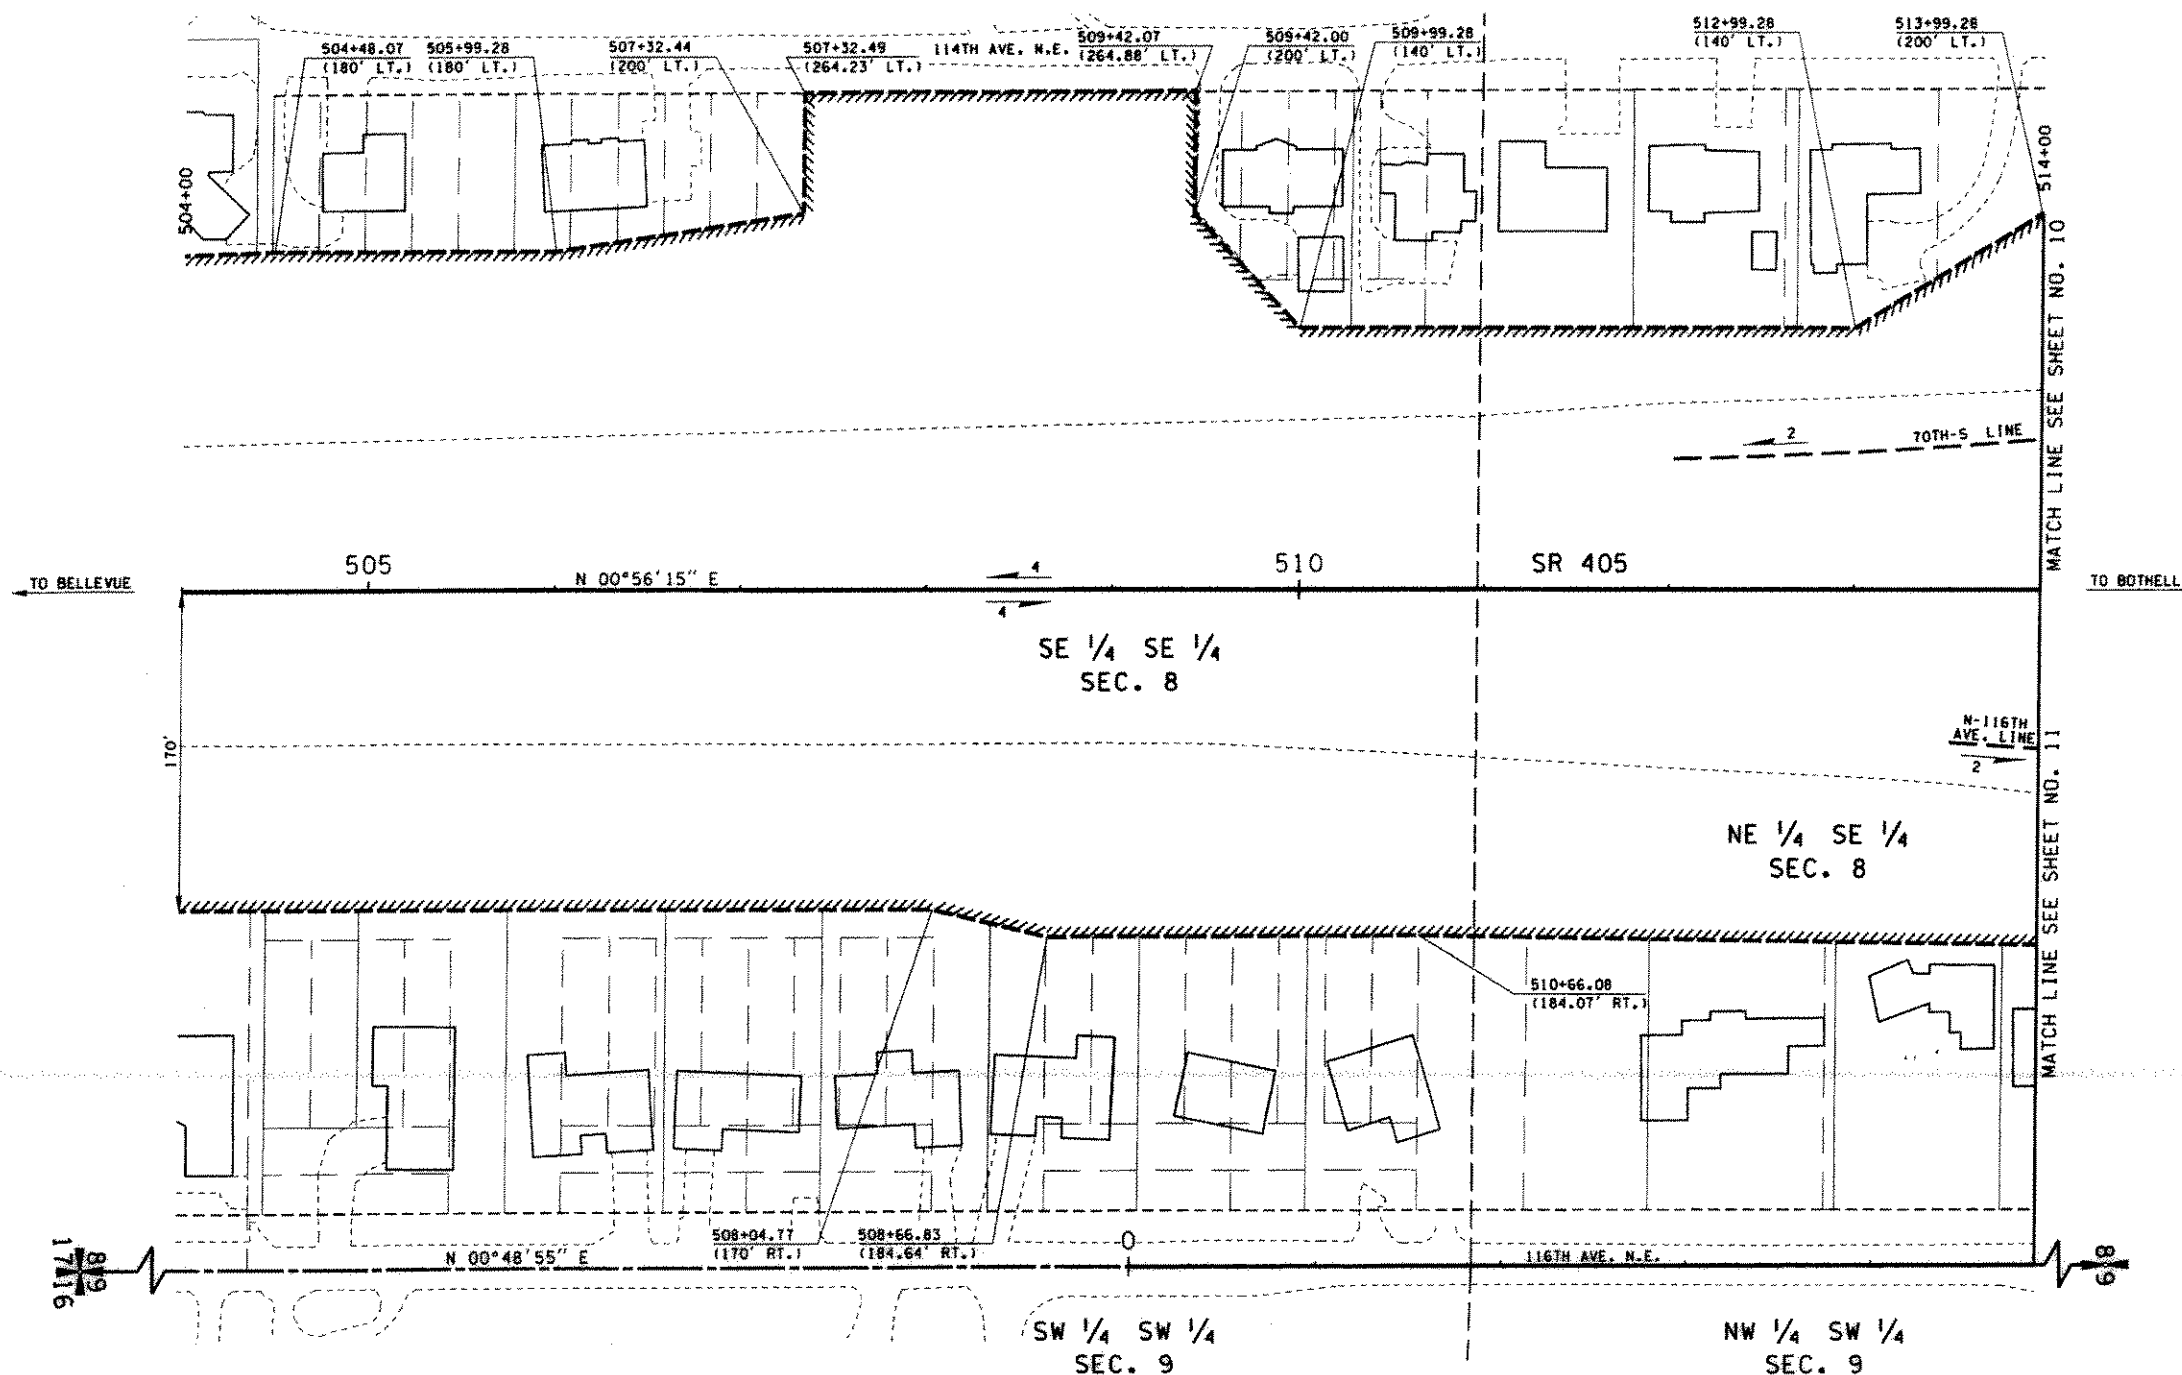 504+48.07
(180' LT.)
505+99.28
(180' LT.)
507+32.44
(200' LT.)
507+32.49
(264.23' LT.)
114TH AVE. N.E.
509+42.07
(264.88' LT.)
509+42.00
(200' LT.)
509+99.28
(140' LT.)
512+99.28
(140' LT.)
513+99.28
(200' LT.)
504+00
514+00
MATCH LINE SEE SHEET NO. 10
2
70TH-S LINE
505
510
SR 405
TO BELLEVUE
N 00°56'15" E
4
4
TO BOTHELL
SE 1/4 SE 1/4
SEC. 8
170'
N-116TH
AVE. LINE
2
MATCH LINE SEE SHEET NO. 11
NE 1/4 SE 1/4
SEC. 8
510+66.08
(184.07' RT.)
508+04.77
(170' RT.)
508+66.83
(184.64' RT.)
0
N 00°48'55" E
116TH AVE. N.E.
8 9
17 16
8 9
SW 1/4 SW 1/4
SEC. 9
NW 1/4 SW 1/4
SEC. 9